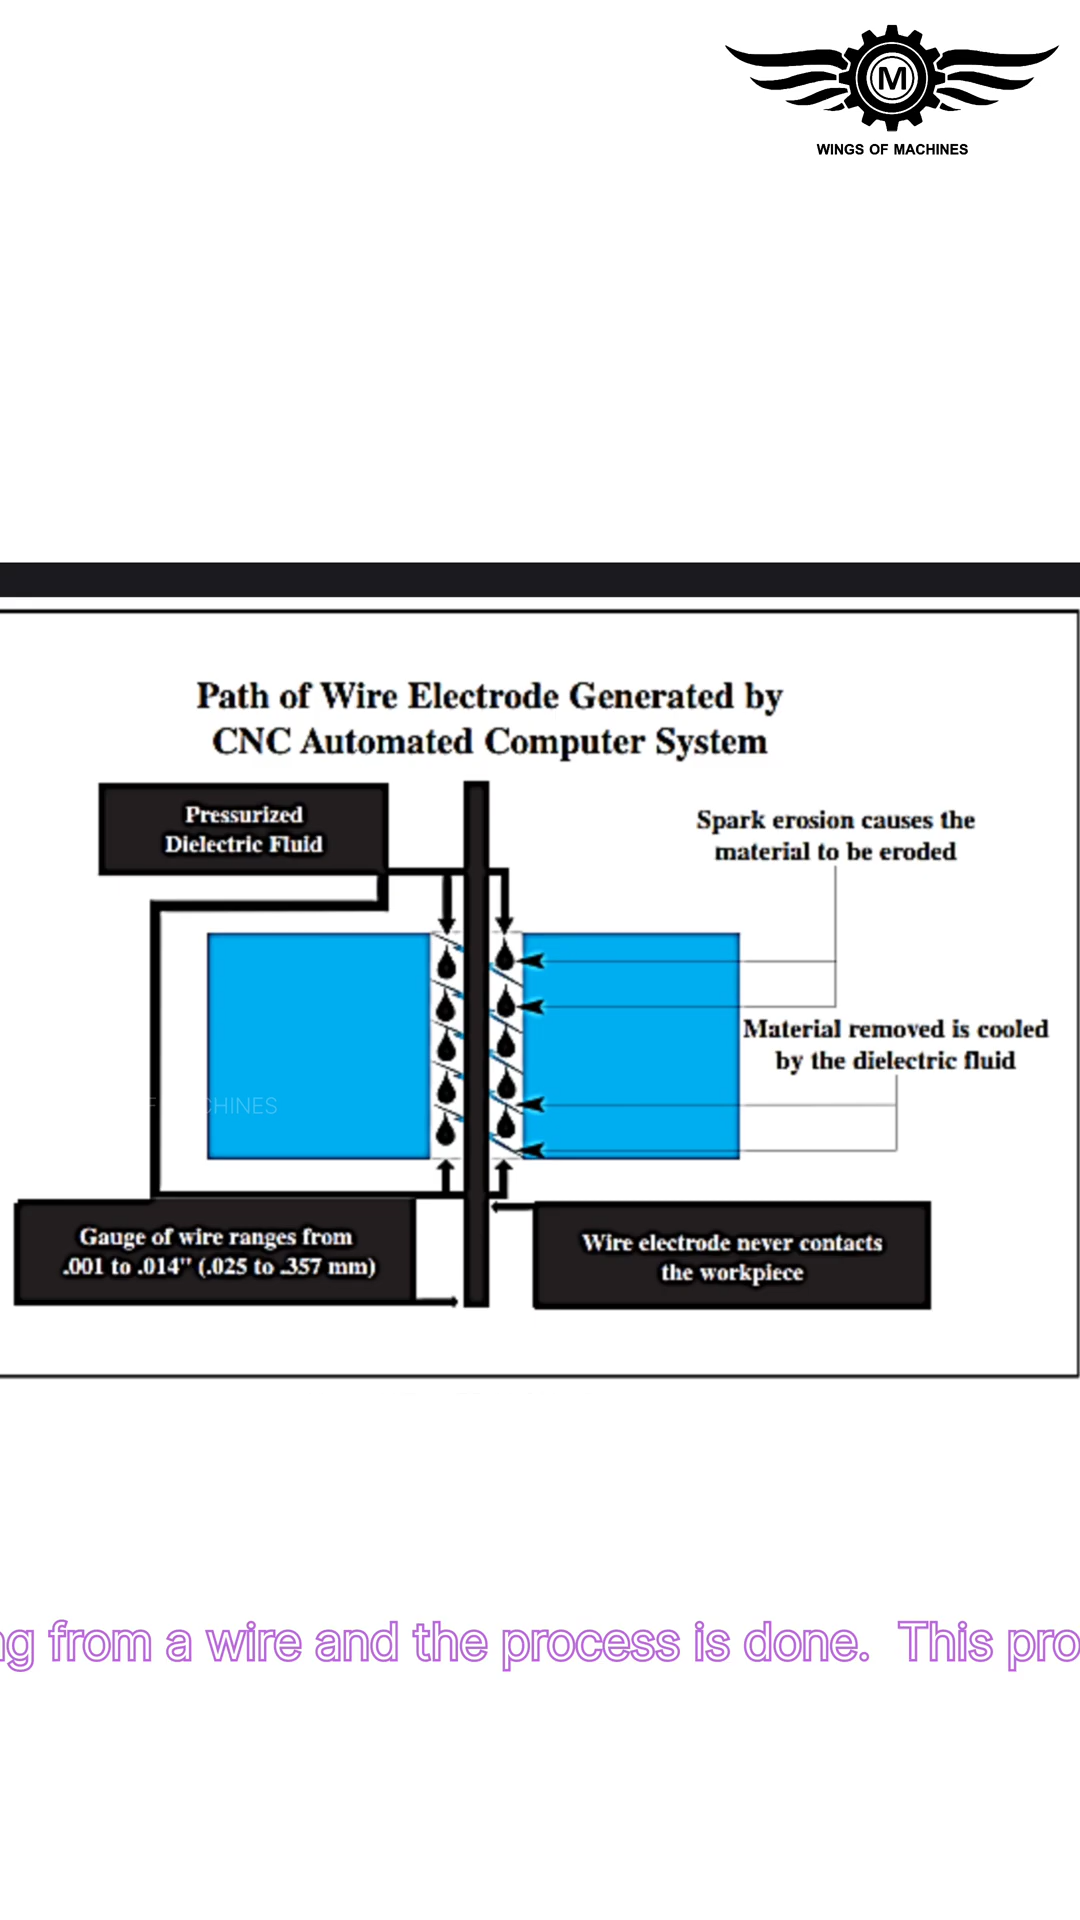 M
WINGS OF MACHINES
Path of Wire Electrode Generated by
CNC Automated Computer System
Pressurized
Dielectric Fluid
Spark erosion causes the
material to be eroded
Material removed is cooled
by the dielectric fluid
CHINES
Gauge of wire ranges from
.001 to .014" (.025 to .357 mm)
Wire electrode never contacts
the workpiece
ng from a wire and the process is done. This pro